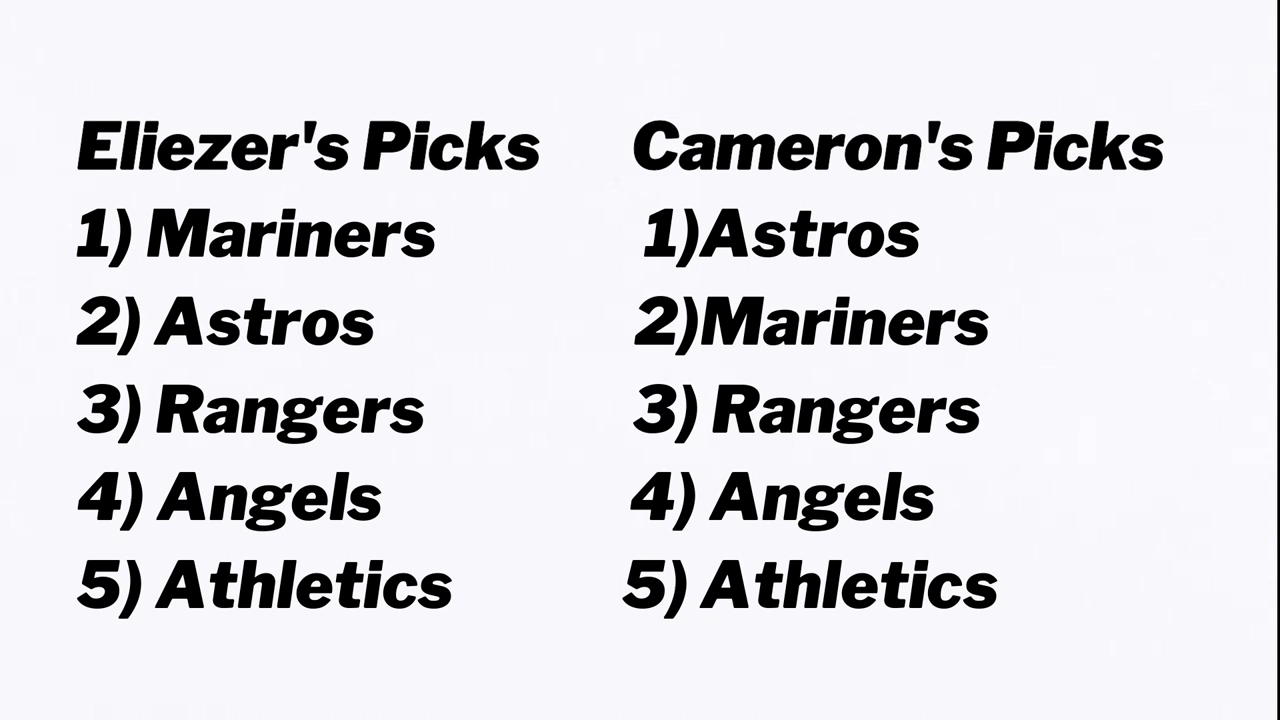 Eliezer's Picks
1) Mariners
2) Astros
3) Rangers
4) Angels
5) Athletics
Cameron's Picks
1)Astros
2)Mariners
3) Rangers
4) Angels
5) Athletics